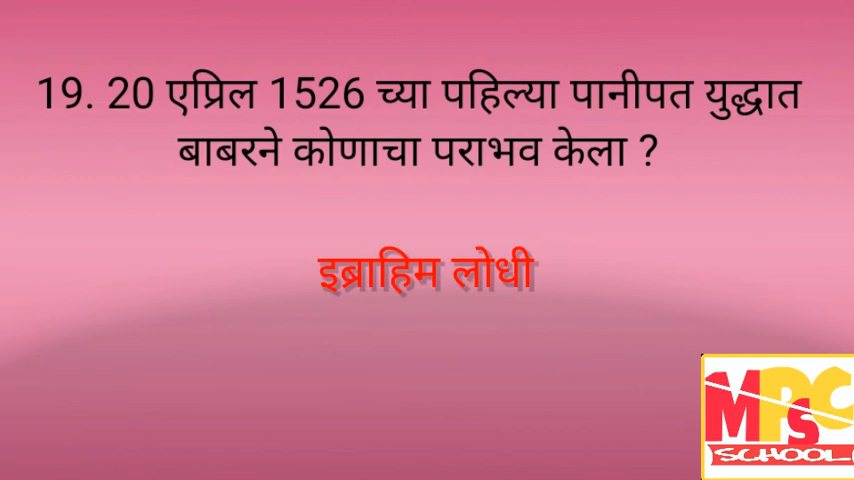 19. 20 एप्रिल 1526 च्या पहिल्या पानीपत युद्धात
बाबरने कोणाचा पराभव केला ?
इब्राहिम लोधी
MPSC
SCHOOL